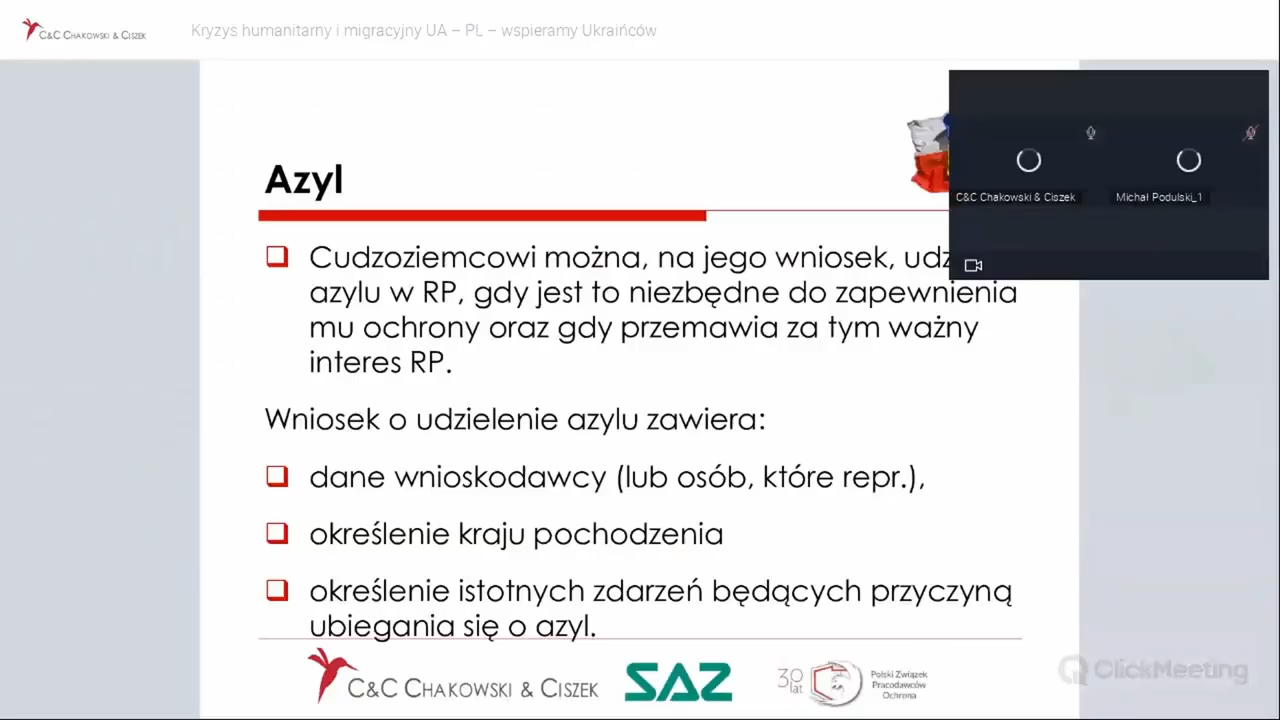 C&C CHAKOWSKI & CISZEK
Kryzys humanitarny i migracyjny UA – PL – wspieramy Ukraińców
Azyl
C&C Chakowski & Ciszek
Michał Podulski_1
Cudzoziemcowi można, na jego wniosek,
azylu w RP, gdy jest to niezbędne do zapewnienia
mu ochrony oraz gdy przemawia za tym ważny
interes RP.
Wniosek o udzielenie azylu zawiera:
dane wnioskodawcy (lub osób, które repr.),
określenie kraju pochodzenia
określenie istotnych zdarzeń będących przyczyną
ubiegania się o azyl.
C&C CHAKOWSKI & CISZEK
SAZ
30 lat
Polski Związek
Pracodawców
Ochrona
ClickMeeting